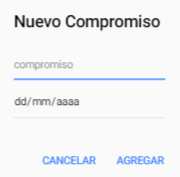 Nuevo Compromiso
compromiso
dd/mm/aaaa
CANCELAR AGREGAR